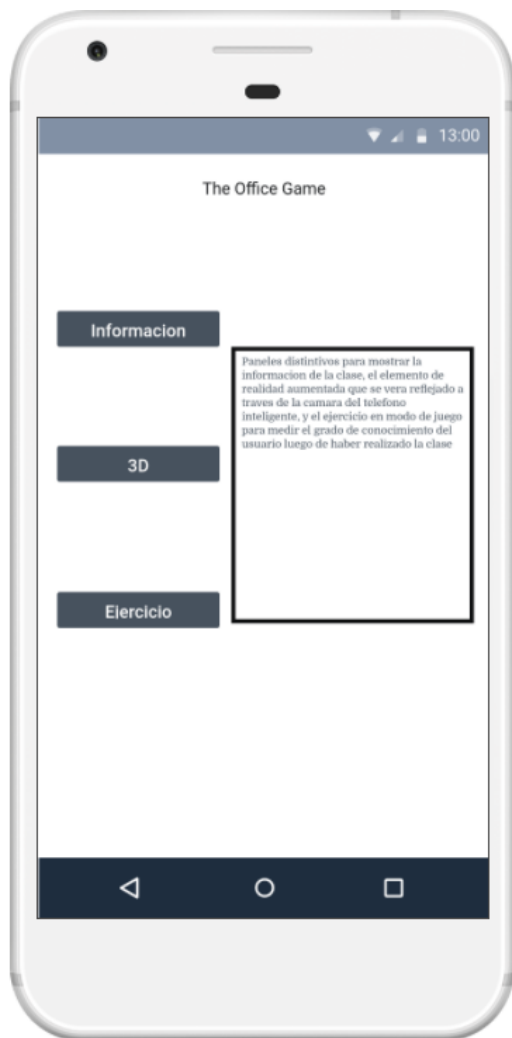 13:00
The Office Game
Informacion
Paneles distintivos para mostrar la
informacion de la clase, el elemento de
realidad aumentada que se vera reflejado a
traves de la camara del telefono
inteligente, y el ejercicio en modo de juego
para medir el grado de conocimiento del
usuario luego de haber realizado la clase
3D
Ejercicio